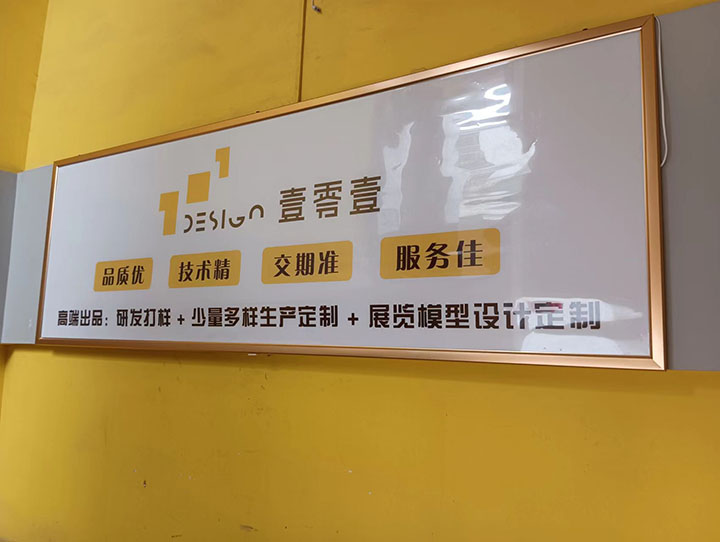 101 DESIGN 壹零壹
品质优 技术精 交期准 服务佳
高端出品：研发打样 + 少量多样生产定制 + 展览模型设计定制